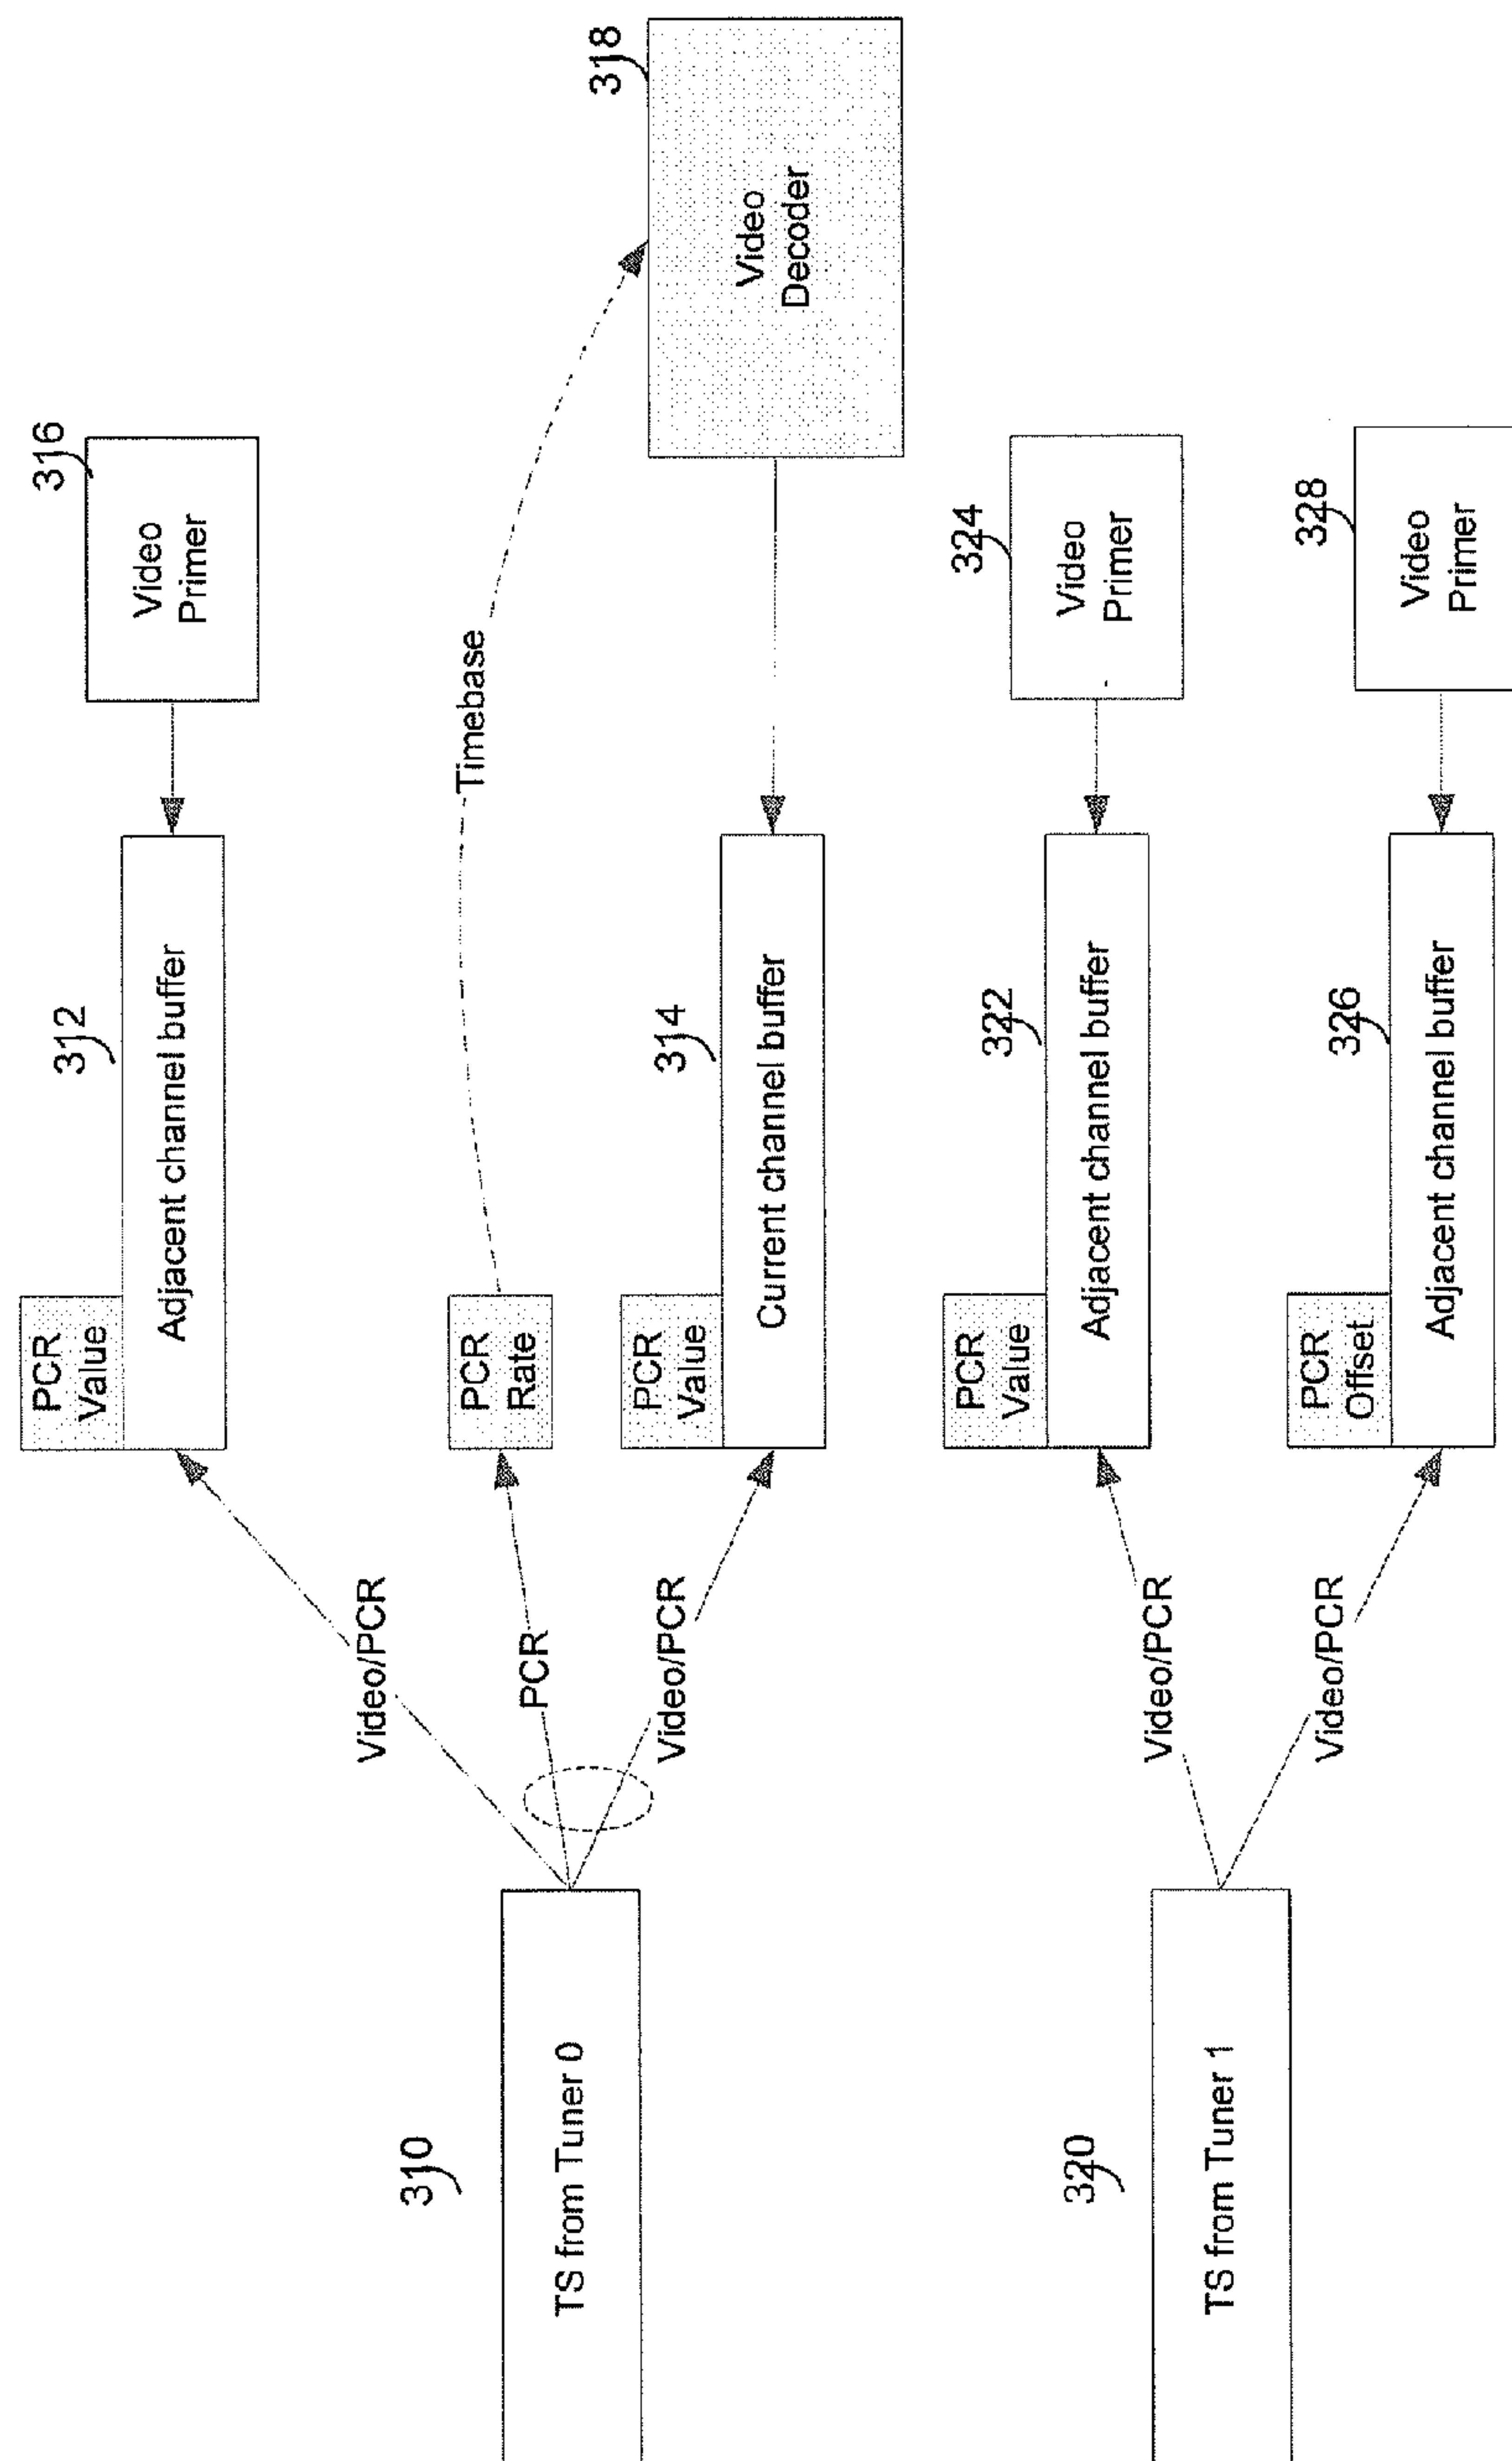 316
Video
Primer
312
PCR
Value
Adjacent channel buffer
Video/PCR
Timebase
318
Video
Decoder
PCR
Rate
PCR
314
PCR
Value
Current channel buffer
Video/PCR
310
TS from Tuner 0
324
Video
Primer
322
PCR
Value
Adjacent channel buffer
Video/PCR
328
Video
Primer
326
PCR
Offset
Adjacent channel buffer
Video/PCR
320
TS from Tuner 1